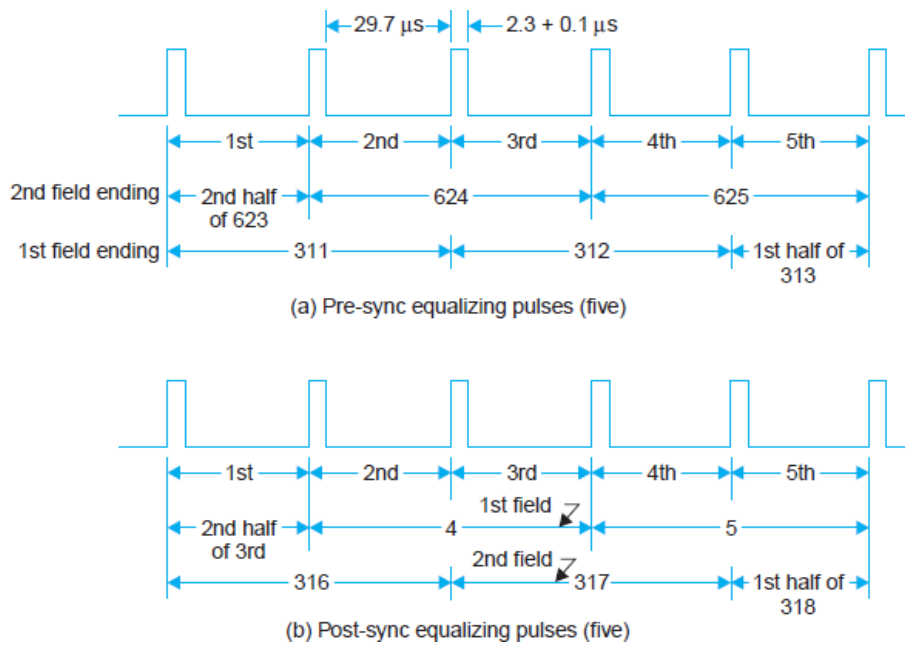 29.7 μs 2.3 + 0.1 μs
1st 2nd 3rd 4th 5th
2nd field ending 2nd half of 623 624 625
1st field ending 311 312 1st half of 313
(a) Pre-sync equalizing pulses (five)
1st 2nd 3rd 4th 5th
1st field
2nd half of 3rd 4 5
2nd field
316 317 1st half of 318
(b) Post-sync equalizing pulses (five)